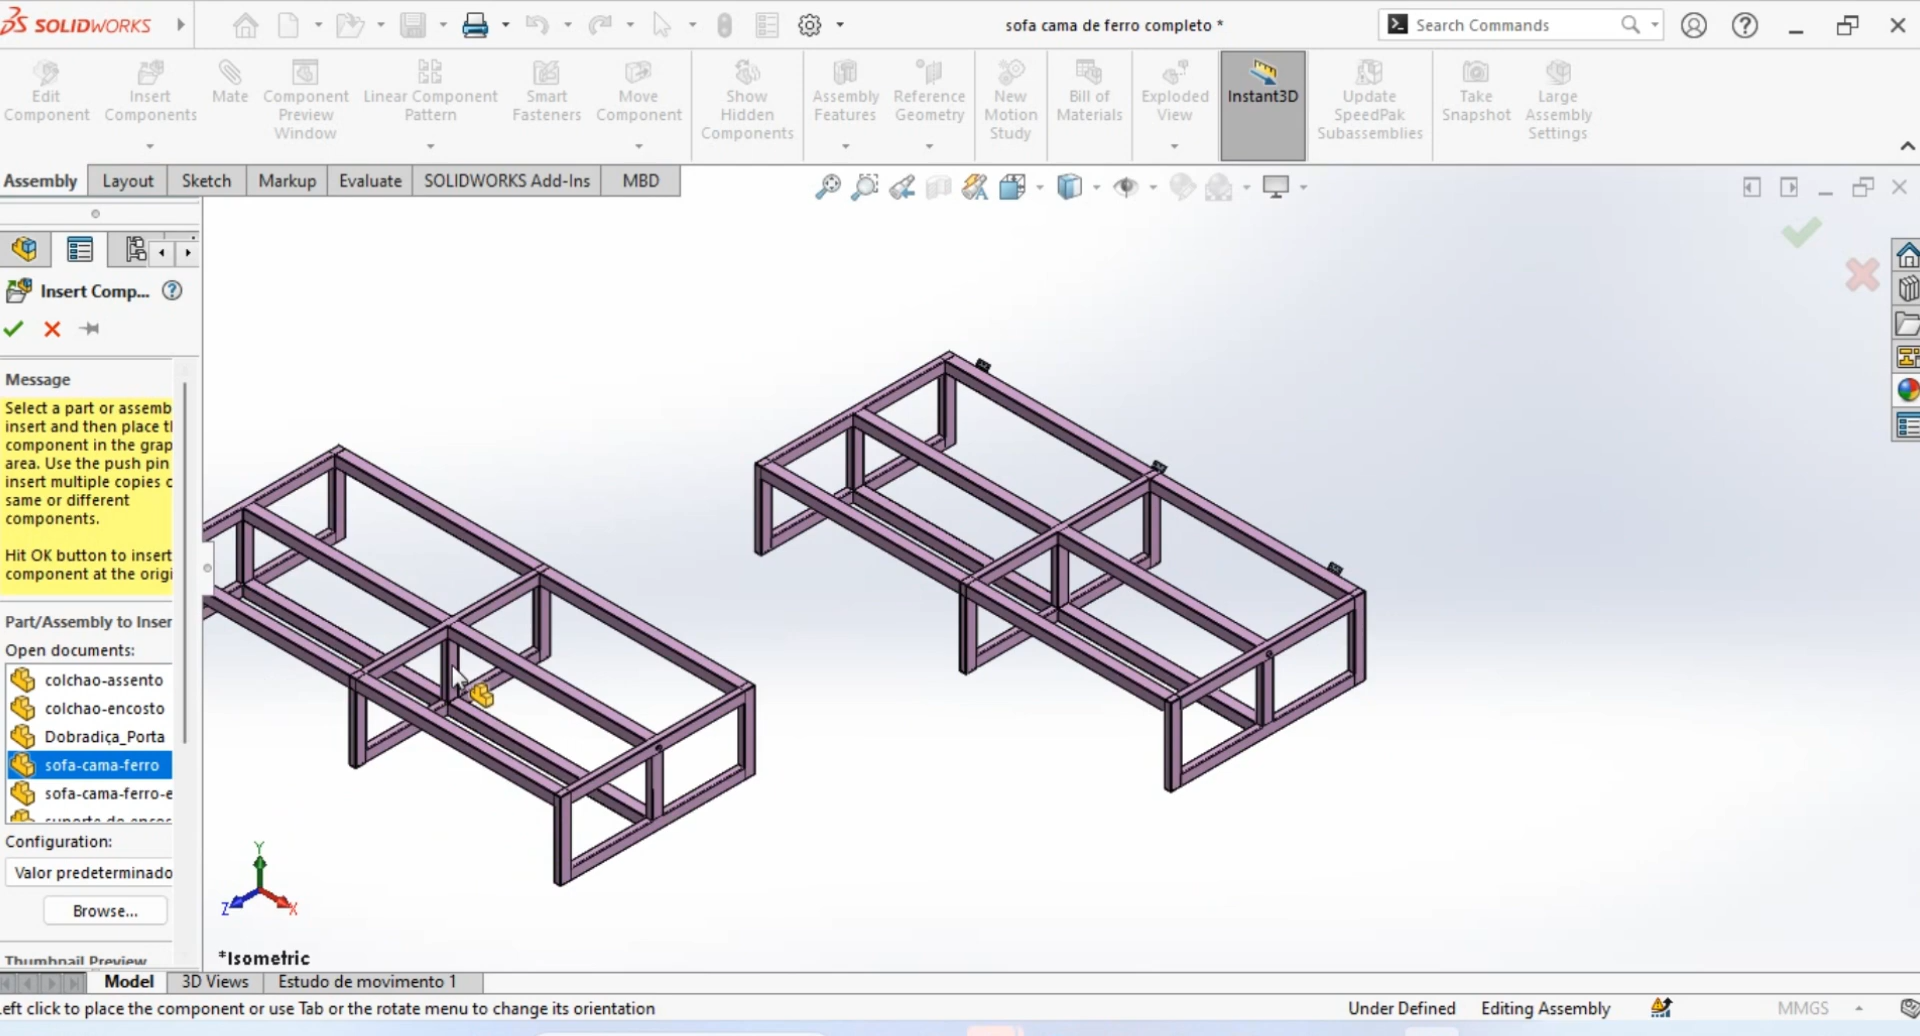 SOLIDWORKS
sofa cama de ferro completo *
Search Commands
Edit
Component
Insert
Components
Mate
Component
Preview
Window
Linear Component
Pattern
Smart
Fasteners
Move
Component
Show
Hidden
Components
Assembly
Features
Reference
Geometry
New
Motion
Study
Bill of
Materials
Exploded
View
Instant3D
Update
SpeedPak
Subassemblies
Take
Snapshot
Large
Assembly
Settings
Assembly
Layout
Sketch
Markup
Evaluate
SOLIDWORKS Add-Ins
MBD
Insert Comp...
Message
Select a part or assemb
insert and then place tl
component in the grap
area. Use the push pin
insert multiple copies c
same or different
components.
Hit OK button to insert
component at the origi
Part/Assembly to Inser
Open documents:
colchao-assento
colchao-encosto
Dobradiça_Porta
sofa-cama-ferro
sofa-cama-ferro-e
Configuration:
Valor predeterminado
Browse...
Thumbnail Preview
Y
Z
X
*Isometric
Model
3D Views
Estudo de movimento 1
Left click to place the component or use Tab or the rotate menu to change its orientation
Under Defined
Editing Assembly
MMGS